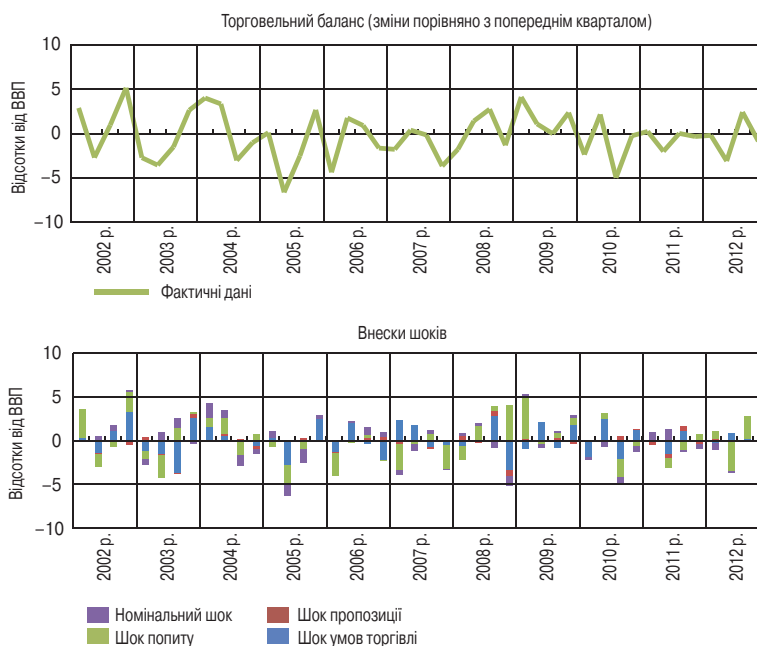 Торговельний баланс (зміни порівняно з попереднім кварталом)
Відсотки від ВВП
10
5
0
−5
−10
2002 р.
2003 р.
2004 р.
2005 р.
2006 р.
2007 р.
2008 р.
2009 р.
2010 р.
2011 р.
2012 р.
Фактичні дані
Внески шоків
Відсотки від ВВП
10
5
0
−5
−10
2002 р.
2003 р.
2004 р.
2005 р.
2006 р.
2007 р.
2008 р.
2009 р.
2010 р.
2011 р.
2012 р.
Номінальний шок
Шок пропозиції
Шок попиту
Шок умов торгівлі